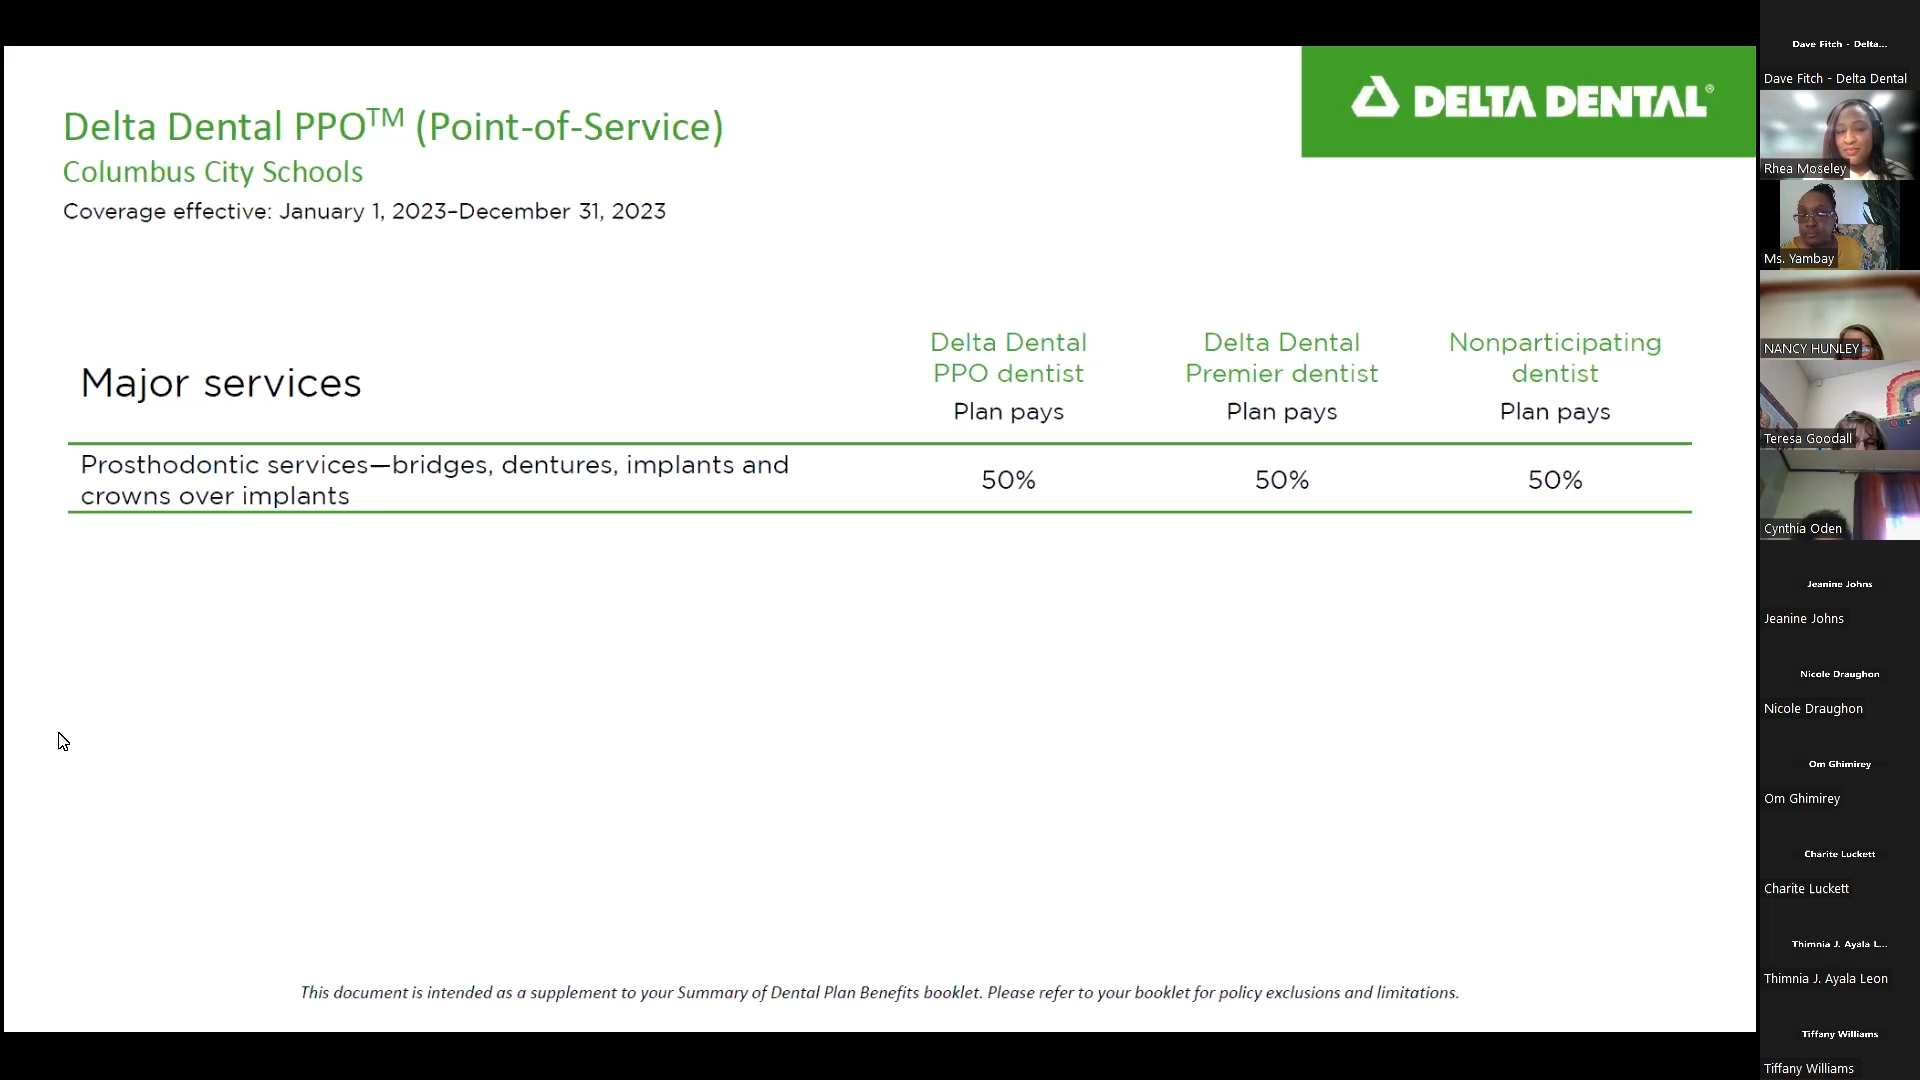 Delta Dental PPO™ (Point-of-Service)
Columbus City Schools
Coverage effective: January 1, 2023–December 31, 2023
DELTA DENTAL®
Major services
Delta Dental
PPO dentist
Plan pays
Delta Dental
Premier dentist
Plan pays
Nonparticipating
dentist
Plan pays
Prosthodontic services—bridges, dentures, implants and
crowns over implants
50%
50%
50%
This document is intended as a supplement to your Summary of Dental Plan Benefits booklet. Please refer to your booklet for policy exclusions and limitations.
Dave Fitch - Delta...
Dave Fitch - Delta Dental
Rhea Moseley
Ms. Yambay
NANCY HUNLEY
Teresa Goodall
Cynthia Oden
Jeanine Johns
Jeanine Johns
Nicole Draughon
Nicole Draughon
Om Ghimirey
Om Ghimirey
Charite Luckett
Charite Luckett
Thimnia J. Ayala L...
Thimnia J. Ayala Leon
Tiffany Williams
Tiffany Williams